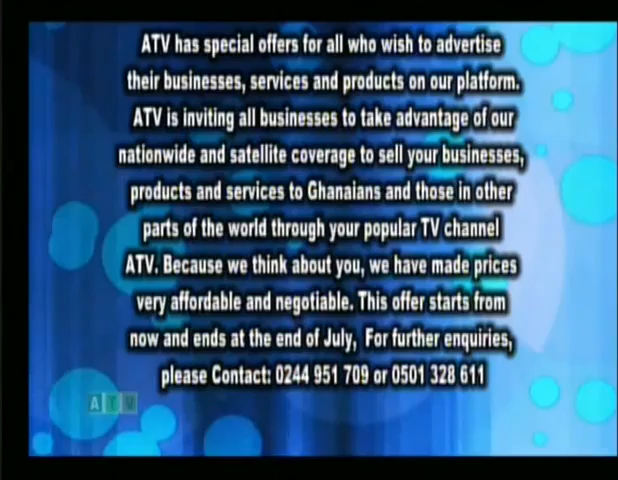 ATV has special offers for all who wish to advertise
their businesses, services and products on our platform.
ATV is inviting all businesses to take advantage of our
nationwide and satellite coverage to sell your businesses,
products and services to Ghanaians and those in other
parts of the world through your popular TV channel
ATV. Because we think about you, we have made prices
very affordable and negotiable. This offer starts from
now and ends at the end of July, For further enquiries,
please Contact: 0244 951 709 or 0501 328 611
ATV